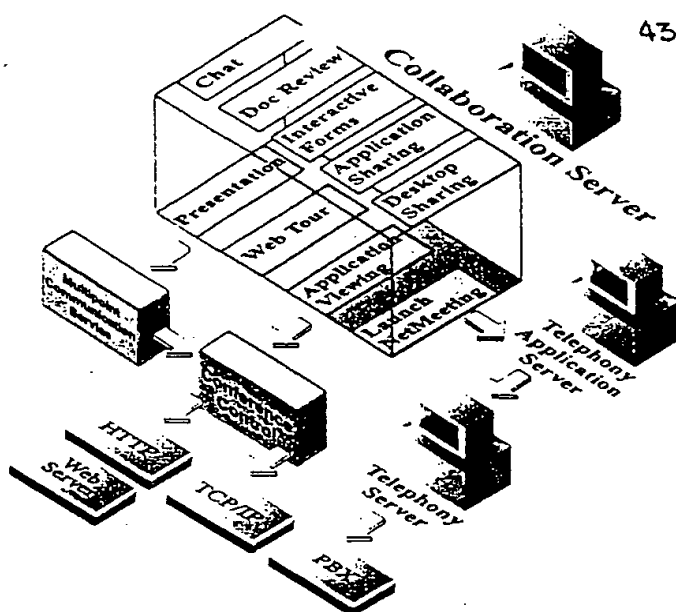 43
Chat
Doc Review
Interactive
Forms
Application
Sharing
Desktop
Sharing
Collaboration Server
Presentation
Web Tour
Application
Viewing
Launch
NetMeeting
Multipoint
Communication
Service
Conference
Control
Telephony
Application
Server
Telephony
Server
HTTP
Web
Server
TCP/IP
PBX